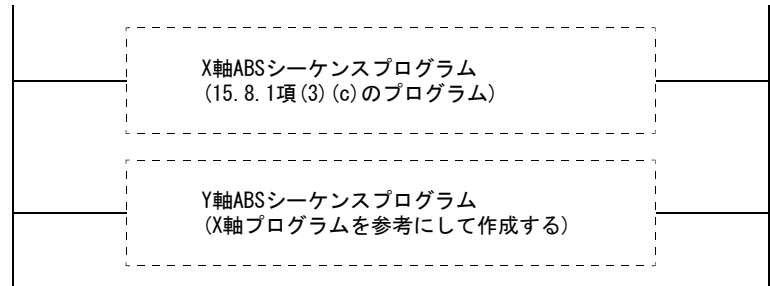 X軸ABSシーケンスプログラム
(15.8.1項(3)(c)のプログラム)
Y軸ABSシーケンスプログラム
(X軸プログラムを参考にして作成する)